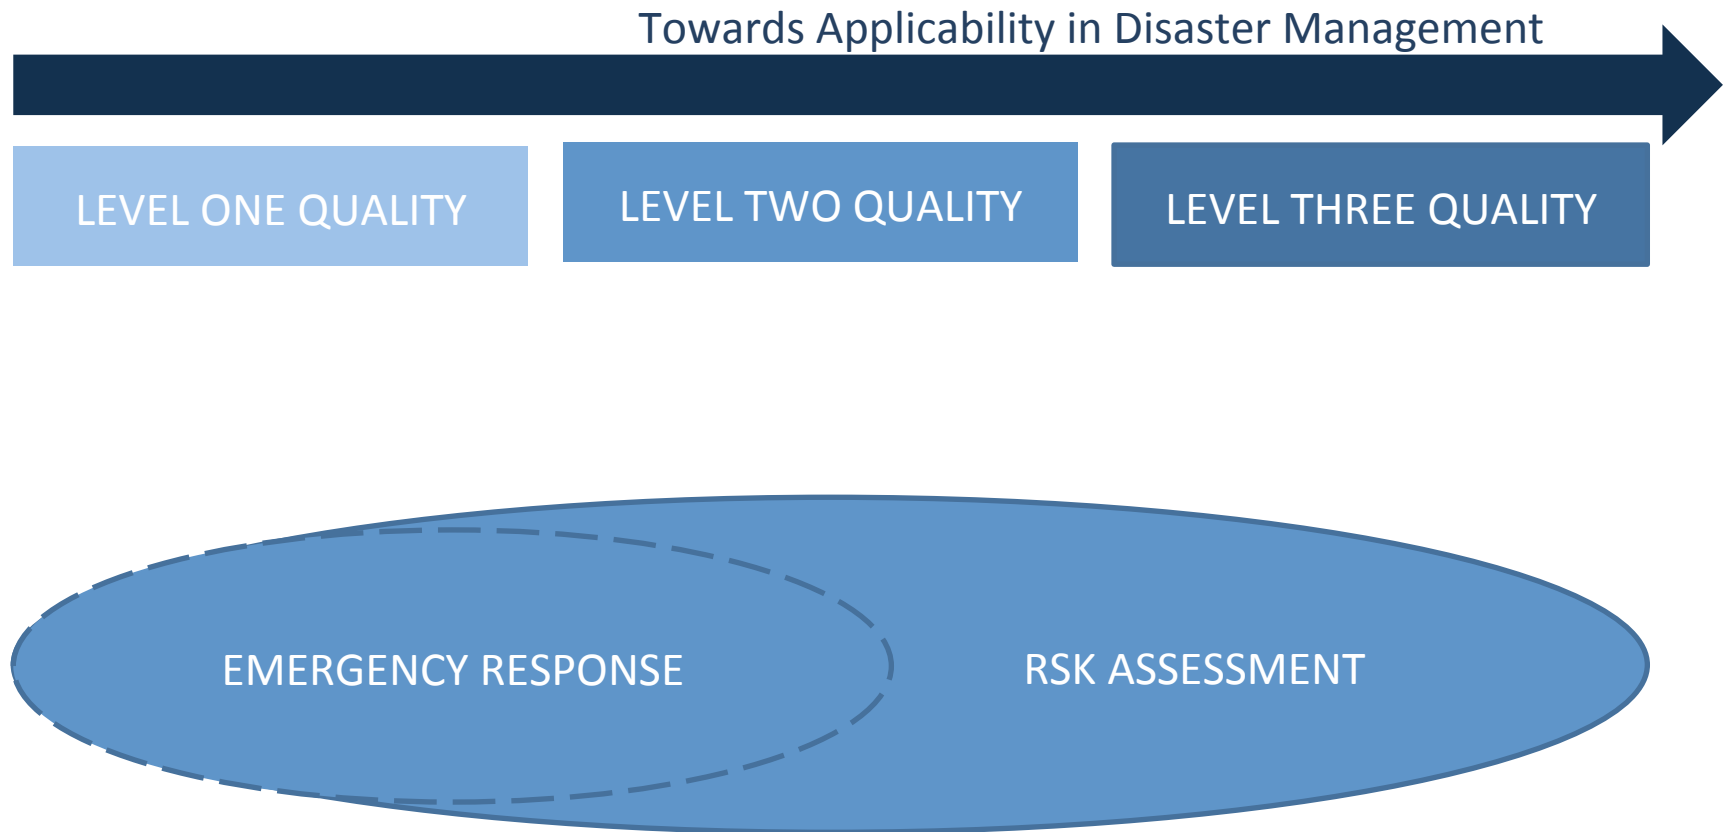 Towards Applicability in Disaster Management
LEVEL ONE QUALITY
LEVEL TWO QUALITY
LEVEL THREE QUALITY
EMERGENCY RESPONSE
RSK ASSESSMENT